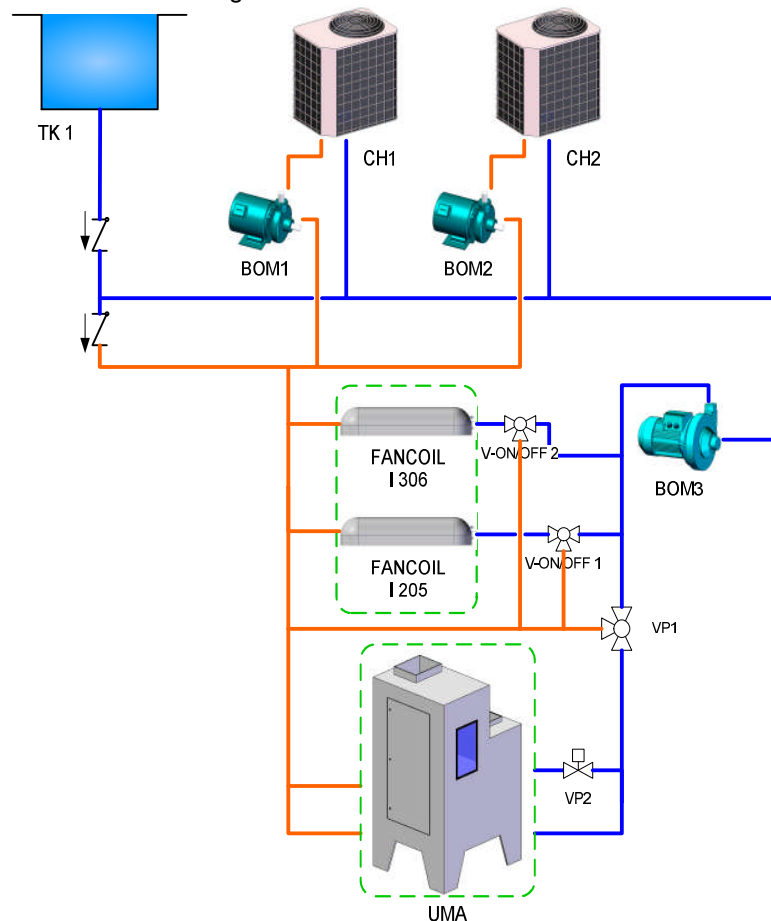 TK 1
CH1
CH2
BOM1
BOM2
FANCOIL
I 306
V-ON/OFF 2
BOM3
FANCOIL
I 205
V-ON/OFF 1
VP1
VP2
UMA